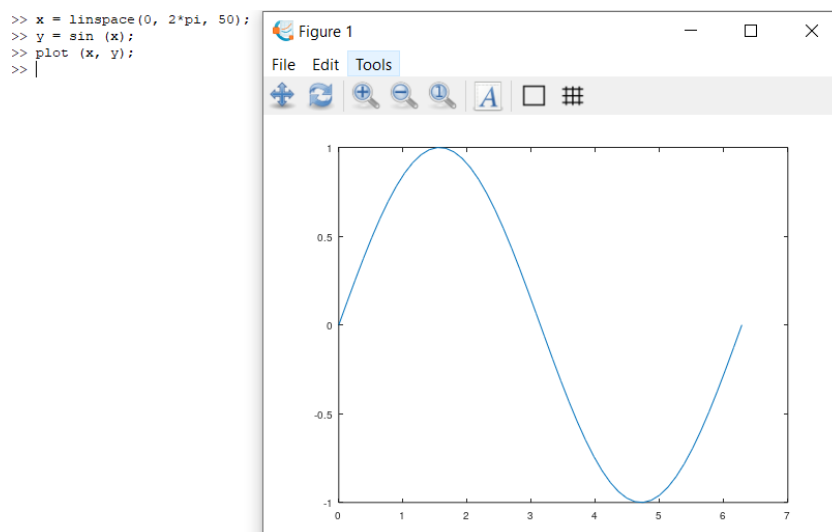 >> x = linspace(0, 2*pi, 50);
>> y = sin (x);
>> plot (x, y);
>>
Figure 1
File Edit Tools
1
A
1
0.5
0
-0.5
-1
0 1 2 3 4 5 6 7